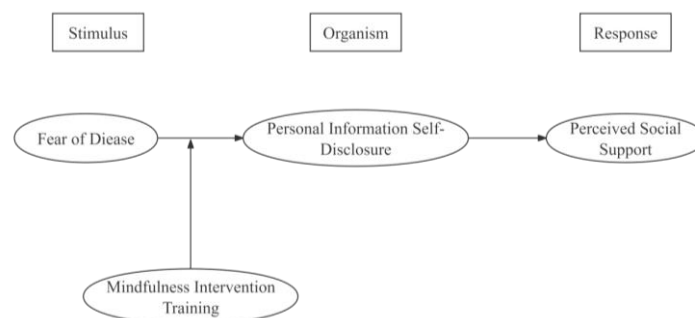 Stimulus
Organism
Response
Fear of Diease
Personal Information Self-
Disclosure
Perceived Social
Support
Mindfulness Intervention
Training